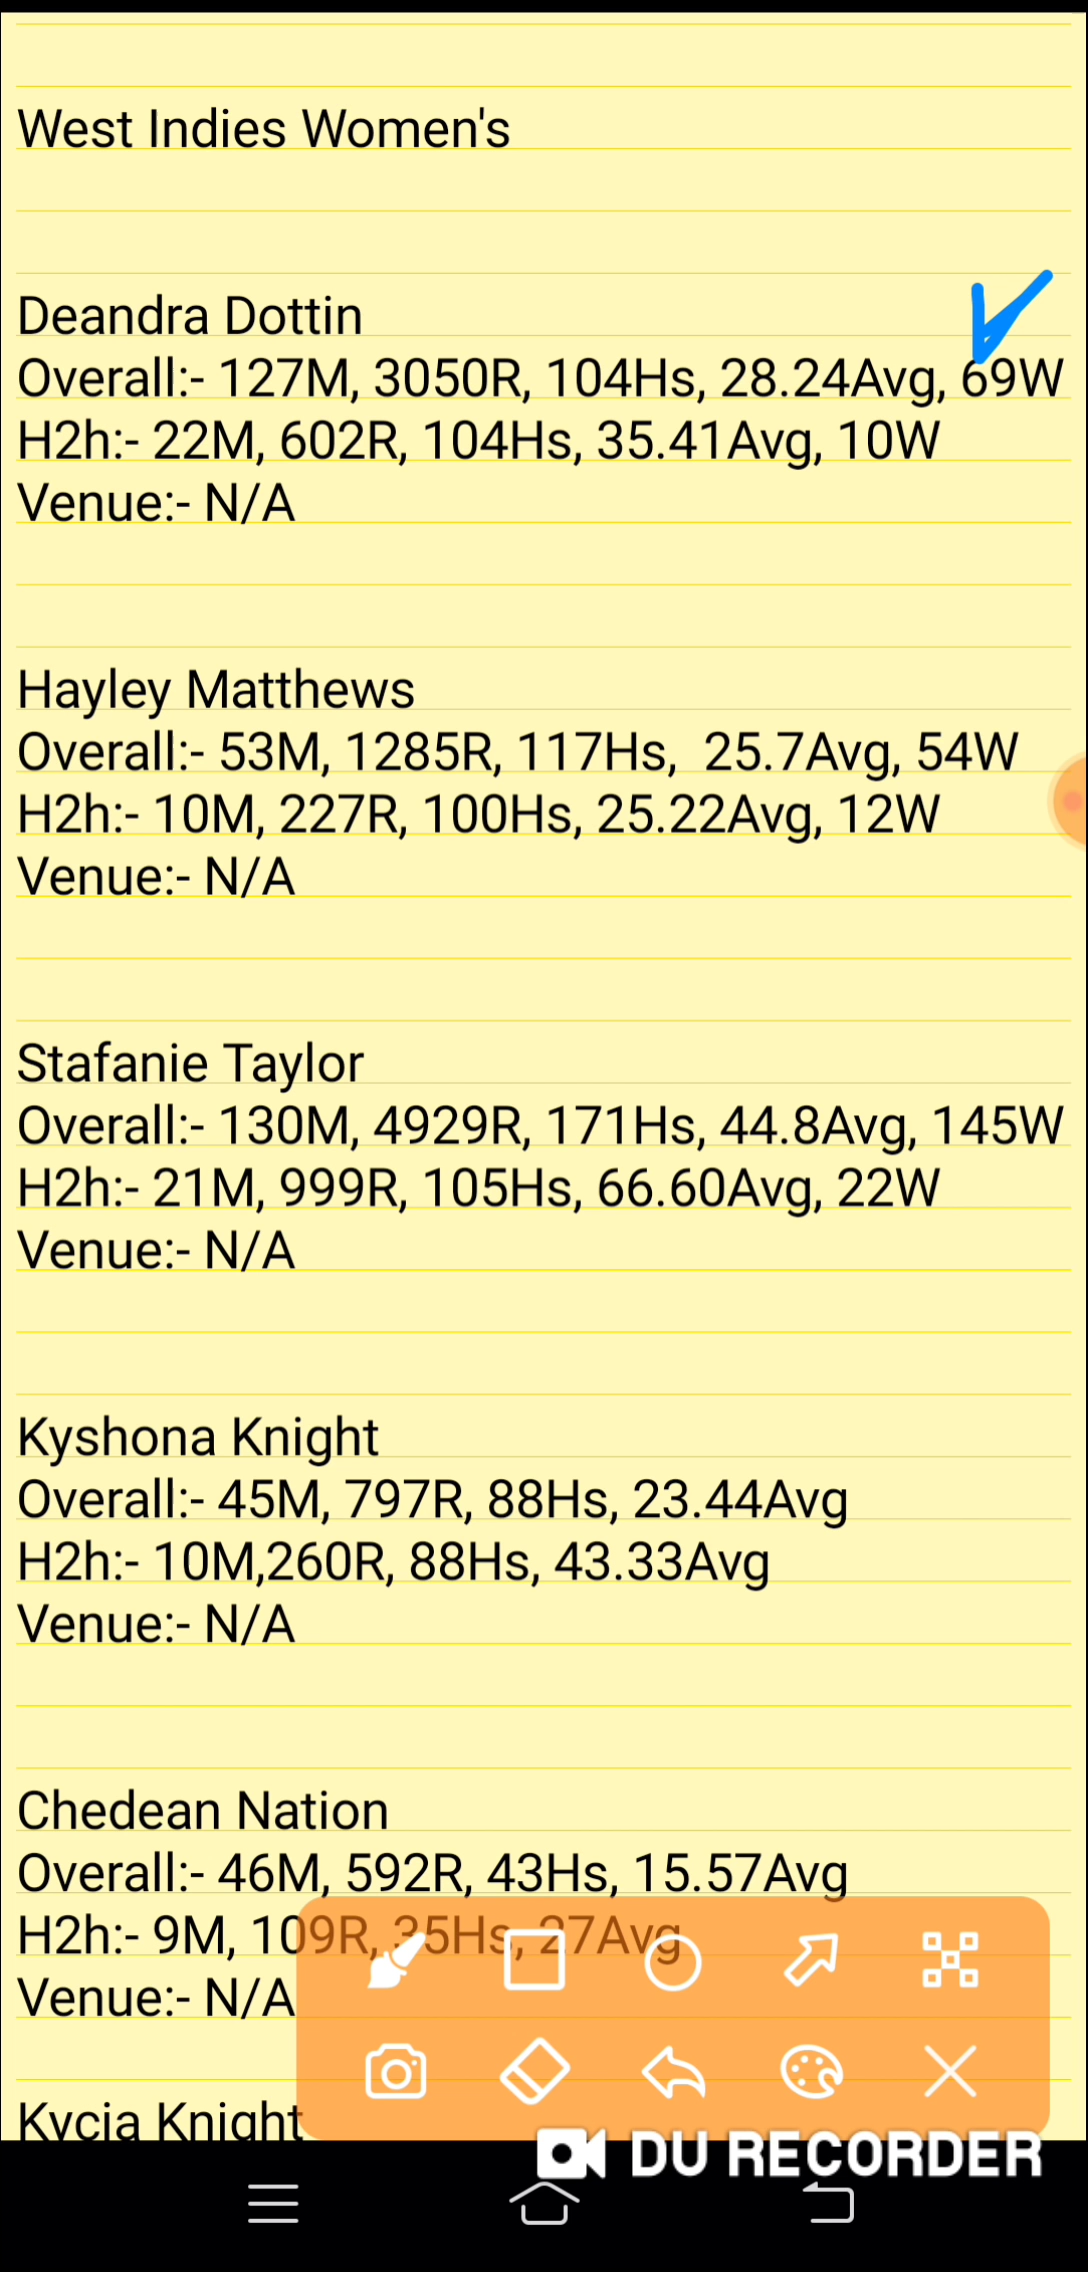 West Indies Women's
Deandra Dottin
Overall:- 127M, 3050R, 104Hs, 28.24Avg, 69W
H2h:- 22M, 602R, 104Hs, 35.41Avg, 10W
Venue:- N/A
Hayley Matthews
Overall:- 53M, 1285R, 117Hs,  25.7Avg, 54W
H2h:- 10M, 227R, 100Hs, 25.22Avg, 12W
Venue:- N/A
Stafanie Taylor
Overall:- 130M, 4929R, 171Hs, 44.8Avg, 145W
H2h:- 21M, 999R, 105Hs, 66.60Avg, 22W
Venue:- N/A
Kyshona Knight
Overall:- 45M, 797R, 88Hs, 23.44Avg
H2h:- 10M,260R, 88Hs, 43.33Avg
Venue:- N/A
Chedean Nation
Overall:- 46M, 592R, 43Hs, 15.57Avg
H2h:- 9M, 109R, 35Hs, 27Avg
Venue:- N/A
Kycia Knight
DU RECORDER